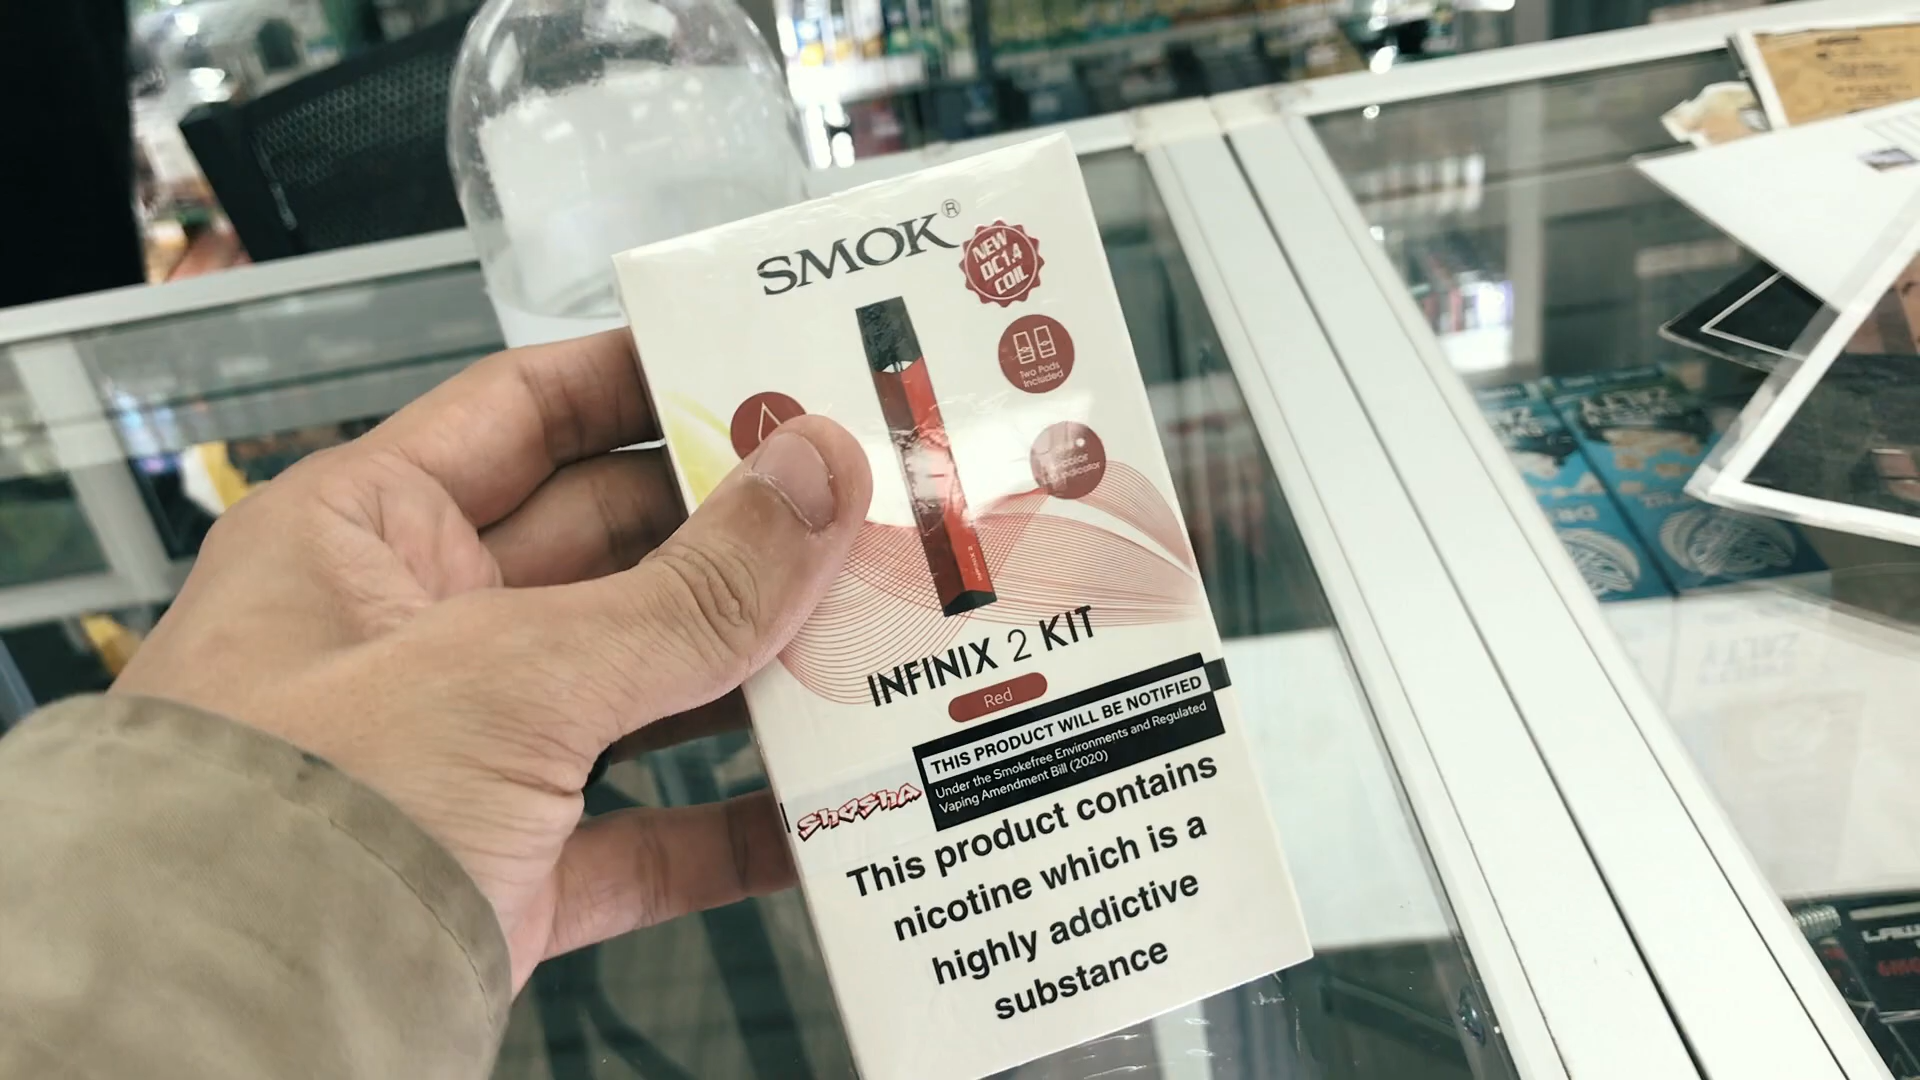 SMOK®
NEW
DC1.4
COIL
Two Pods
Included
INFINIX 2 KIT
Red
THIS PRODUCT WILL BE NOTIFIED
Under the Smokefree Environments and Regulated
Vaping Amendment Bill (2020)
shosha
This product contains
nicotine which is a
highly addictive
substance